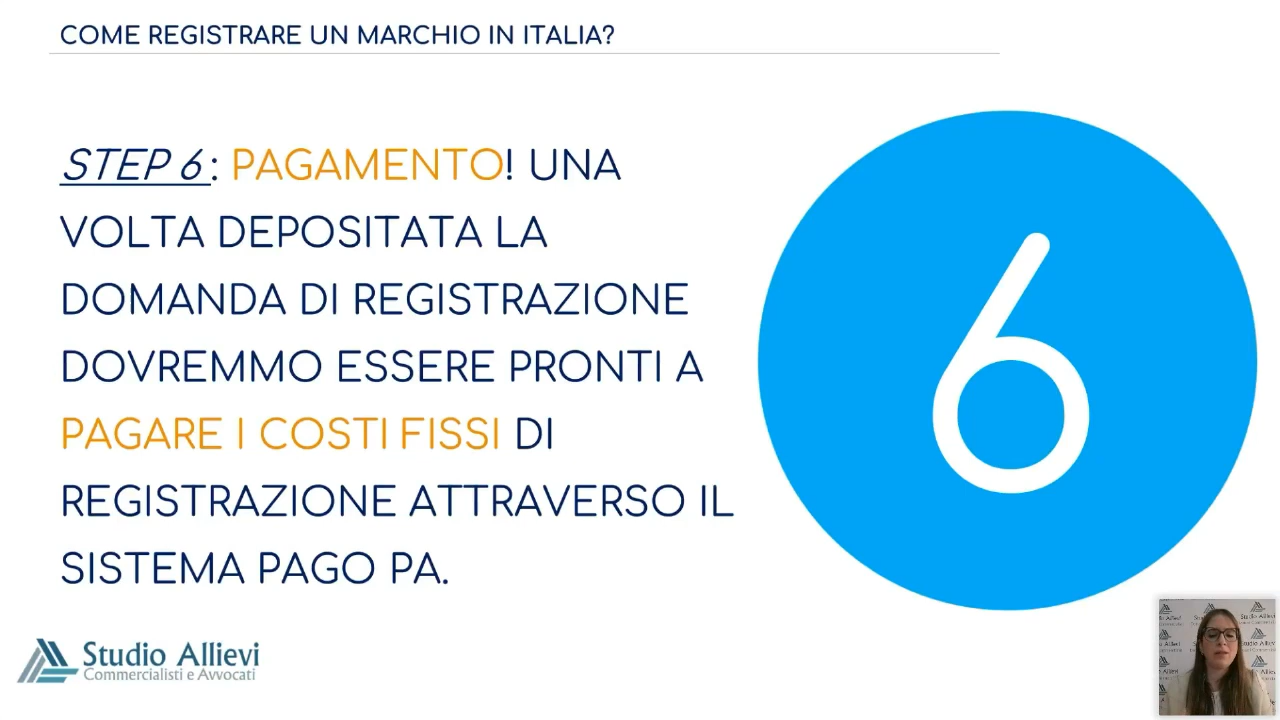 COME REGISTRARE UN MARCHIO IN ITALIA?
STEP 6: PAGAMENTO! UNA
VOLTA DEPOSITATA LA
DOMANDA DI REGISTRAZIONE
DOVREMMO ESSERE PRONTI A
PAGARE I COSTI FISSI DI
REGISTRAZIONE ATTRAVERSO IL
SISTEMA PAGO PA.
6
Studio Allievi
Commercialisti e Avvocati